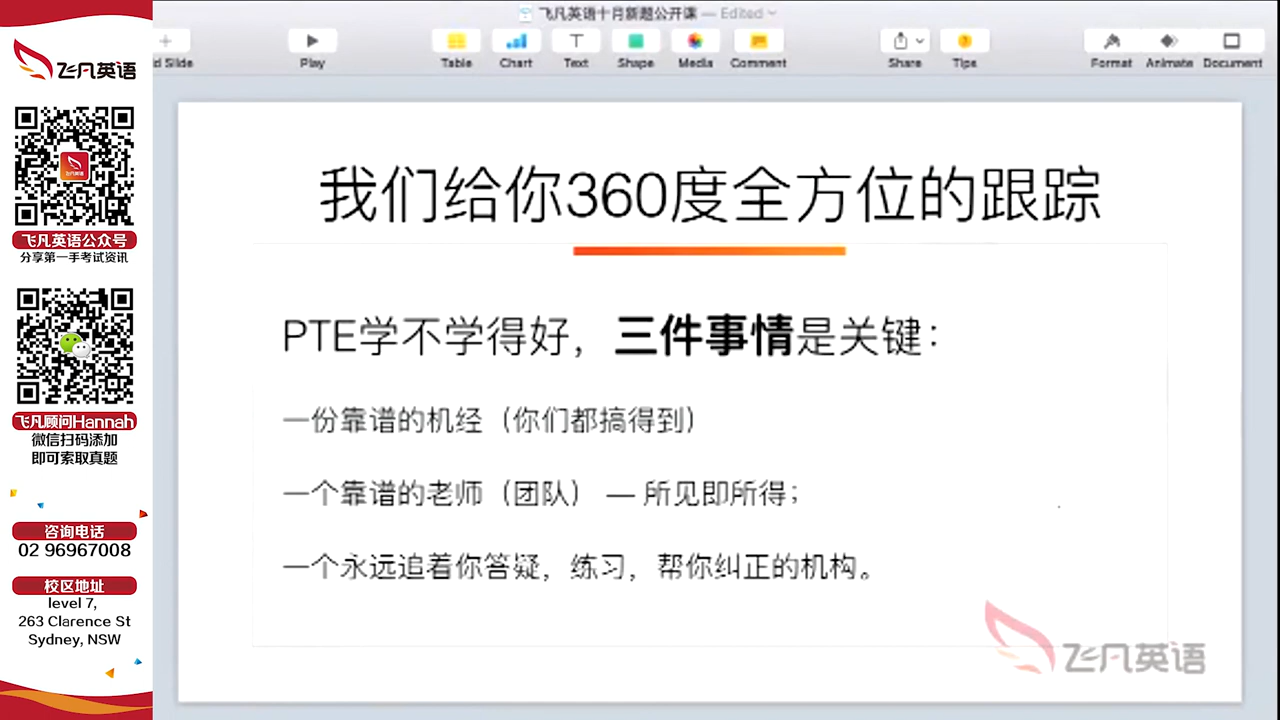 飞凡英语十月新题公开课 — Edited
d Slide
Play
Table
Chart
Text
Shape
Media
Comment
Share
Tips
Format
Animate
Document
飞凡英语
飞凡英语公众号
分享第一手考试资讯
飞凡顾问Hannah
微信扫码添加
即可索取真题
咨询电话
02 96967008
校区地址
level 7,
263 Clarence St
Sydney, NSW
我们给你360度全方位的跟踪
PTE学不学得好，三件事情是关键：
一份靠谱的机经（你们都搞得到）
一个靠谱的老师（团队） — 所见即所得；
一个永远追着你答疑，练习，帮你纠正的机构。
飞凡英语